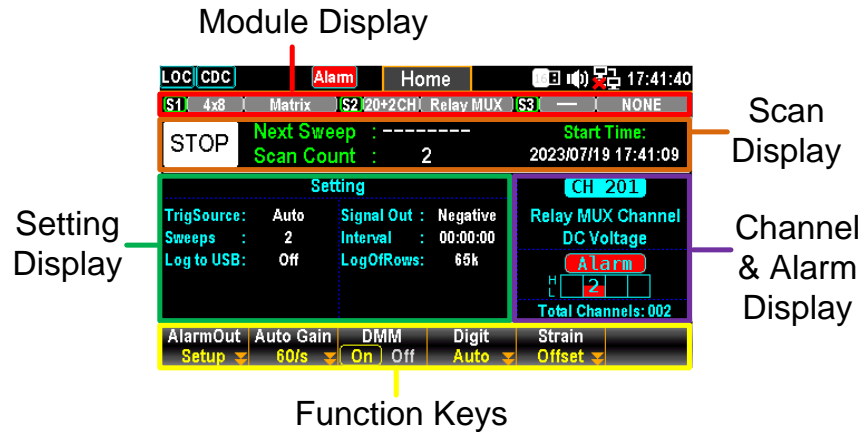 Module Display
LOC CDC Alarm Home 17:41:40
S1 4x8 Matrix S2 20+2CH Relay MUX S3 — NONE
STOP Next Sweep : --------
Scan Count : 2
Start Time:
2023/07/19 17:41:09
Scan
Display
Setting
TrigSource: Auto Signal Out : Negative
Sweeps : 2 Interval : 00:00:00
Log to USB: Off LogOfRows: 65k
CH 201
Relay MUX Channel
DC Voltage
Alarm
H
L 2
Total Channels: 002
Setting
Display
Channel
& Alarm
Display
AlarmOut Auto Gain DMM Digit Strain
Setup 60/s On Off Auto Offset
Function Keys